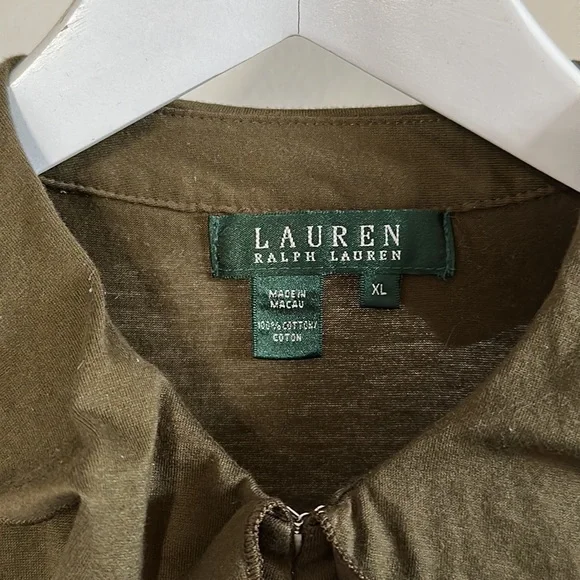 LAUREN
RALPH LAUREN
XL
MADE IN
MACAU
100% COTTON/
COTON